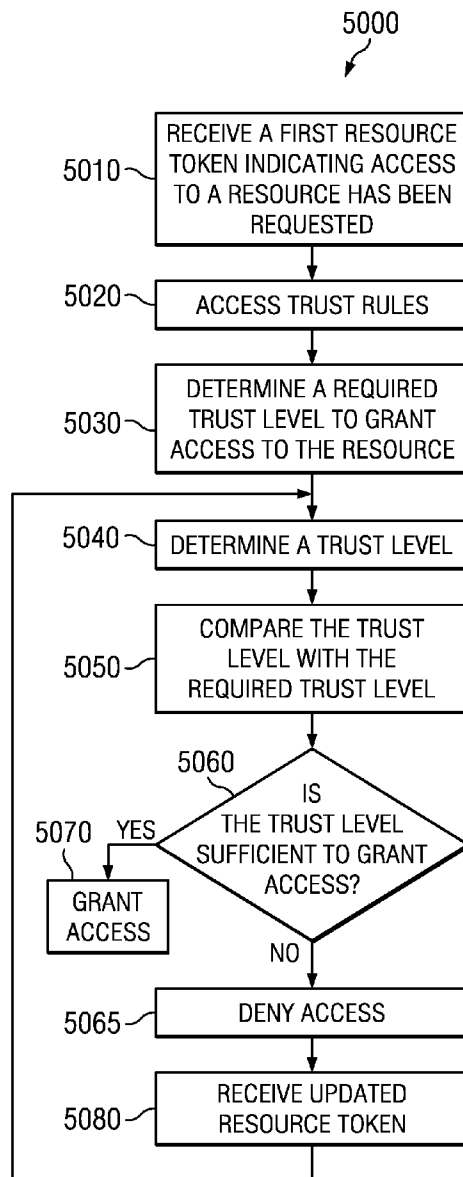 5000
5010
RECEIVE A FIRST RESOURCE
TOKEN INDICATING ACCESS
TO A RESOURCE HAS BEEN
REQUESTED
5020
ACCESS TRUST RULES
5030
DETERMINE A REQUIRED
TRUST LEVEL TO GRANT
ACCESS TO THE RESOURCE
5040
DETERMINE A TRUST LEVEL
5050
COMPARE THE TRUST
LEVEL WITH THE
REQUIRED TRUST LEVEL
5060
IS
THE TRUST LEVEL
SUFFICIENT TO GRANT
ACCESS?
YES
5070
GRANT
ACCESS
NO
5065
DENY ACCESS
5080
RECEIVE UPDATED
RESOURCE TOKEN